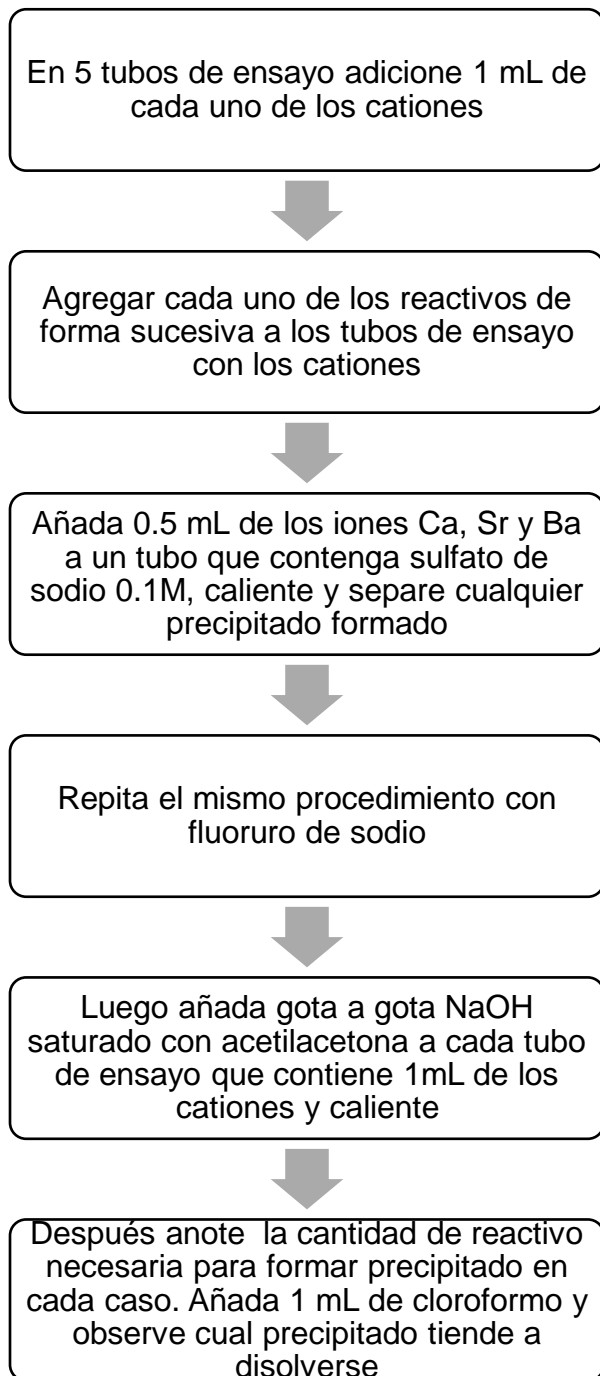 En 5 tubos de ensayo adicione 1 mL de
cada uno de los cationes
Agregar cada uno de los reactivos de
forma sucesiva a los tubos de ensayo
con los cationes
Añada 0.5 mL de los iones Ca, Sr y Ba
a un tubo que contenga sulfato de
sodio 0.1M, caliente y separe cualquier
precipitado formado
Repita el mismo procedimiento con
fluoruro de sodio
Luego añada gota a gota NaOH
saturado con acetilacetona a cada tubo
de ensayo que contiene 1mL de los
cationes y caliente
Después anote la cantidad de reactivo
necesaria para formar precipitado en
cada caso. Añada 1 mL de cloroformo y
observe cual precipitado tiende a
disolverse